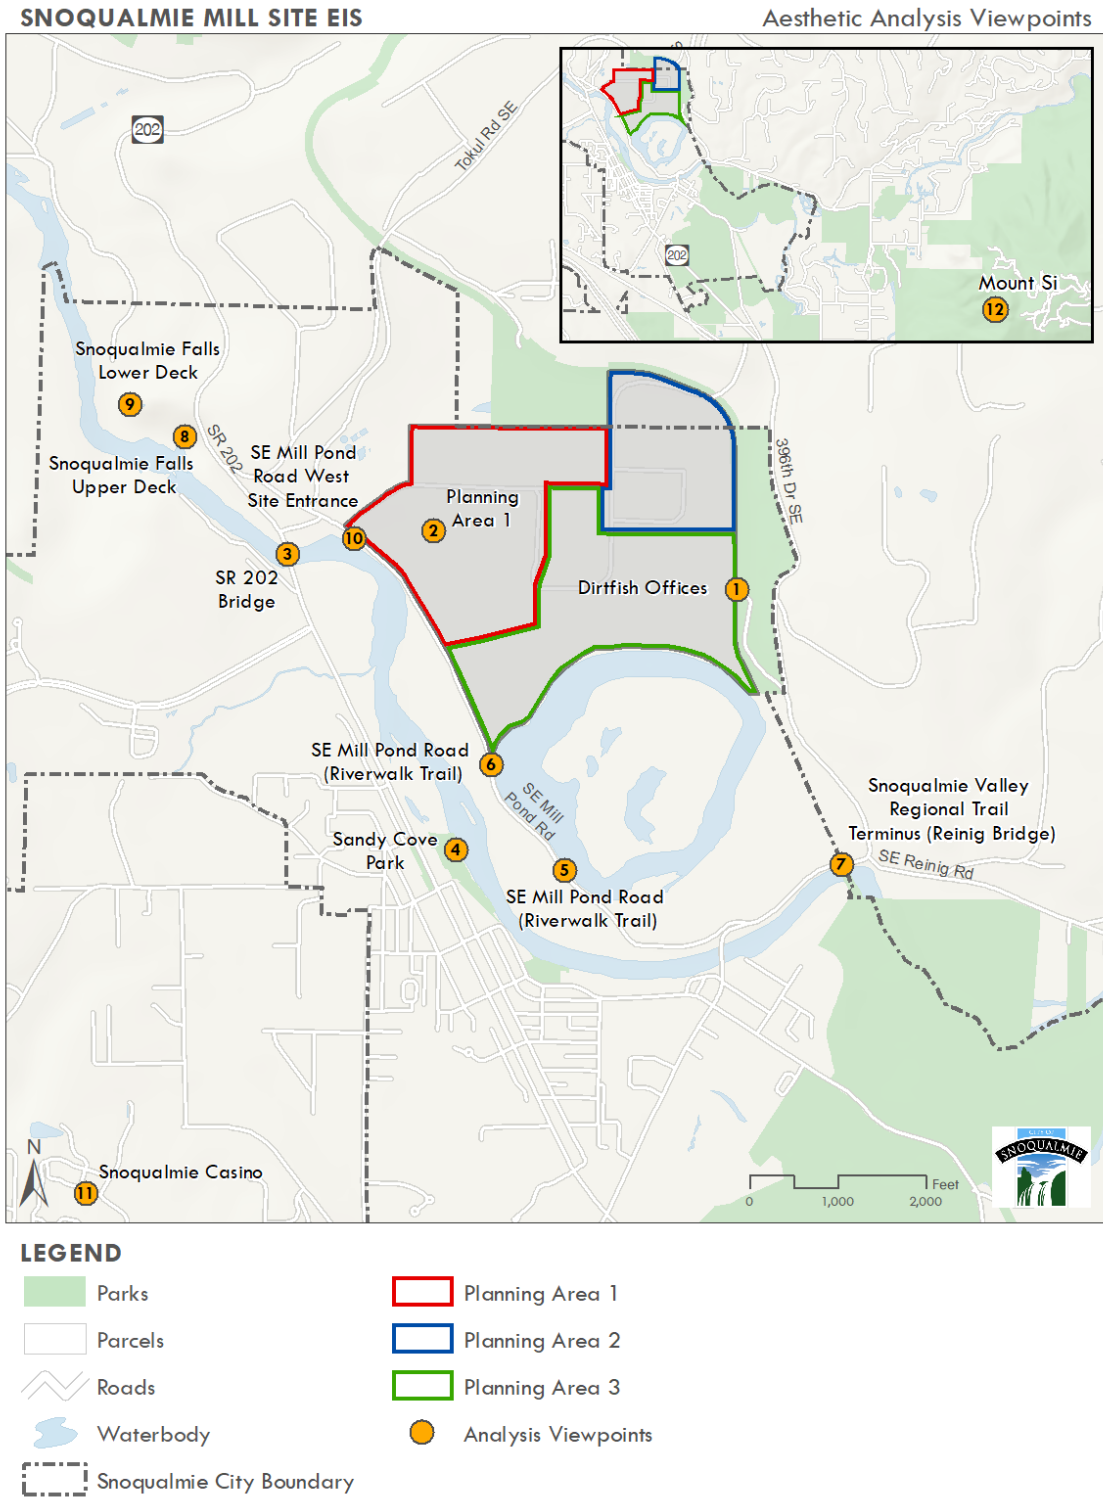 SNOQUALMIE MILL SITE EIS
Aesthetic Analysis Viewpoints
202
Tokul Rd SE
202
Mount Si
12
Snoqualmie Falls
Lower Deck
9
8
Snoqualmie Falls
Upper Deck
SR 202
SE Mill Pond
Road West
Site Entrance
10
3
SR 202
Bridge
Planning
Area 1
2
396th Dr SE
Dirtfish Offices
1
SE Mill Pond Road
(Riverwalk Trail)
6
SE Mill
Pond Rd
Sandy Cove
Park
4
5
SE Mill Pond Road
(Riverwalk Trail)
Snoqualmie Valley
Regional Trail
Terminus (Reinig Bridge)
7
SE Reinig Rd
N
Snoqualmie Casino
11
Feet
0
1,000
2,000
CITY OF
SNOQUALMIE
LEGEND
Parks
Parcels
Roads
Waterbody
Snoqualmie City Boundary
Planning Area 1
Planning Area 2
Planning Area 3
Analysis Viewpoints